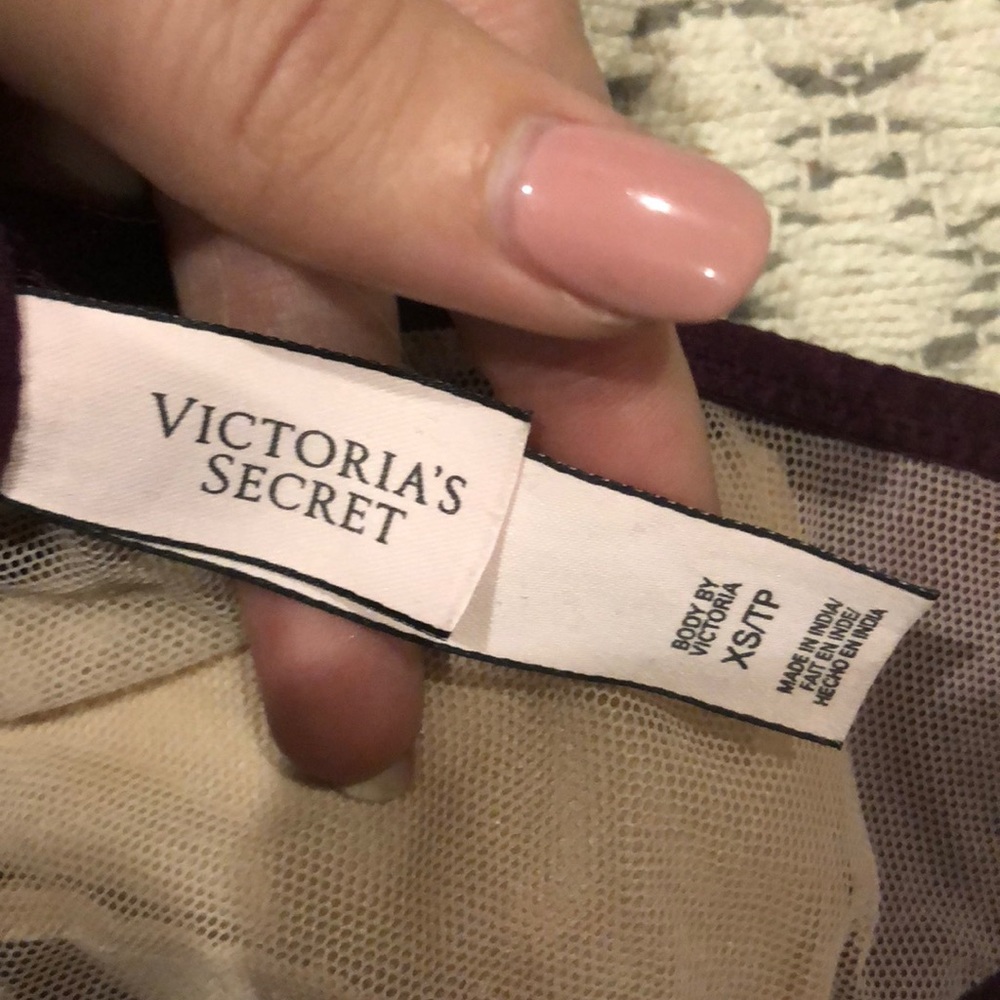 VICTORIA'S
SECRET
BODY BY
VICTORIA
XS/TP
MADE IN INDIA/
FAIT EN INDE/
HECHO EN INDIA